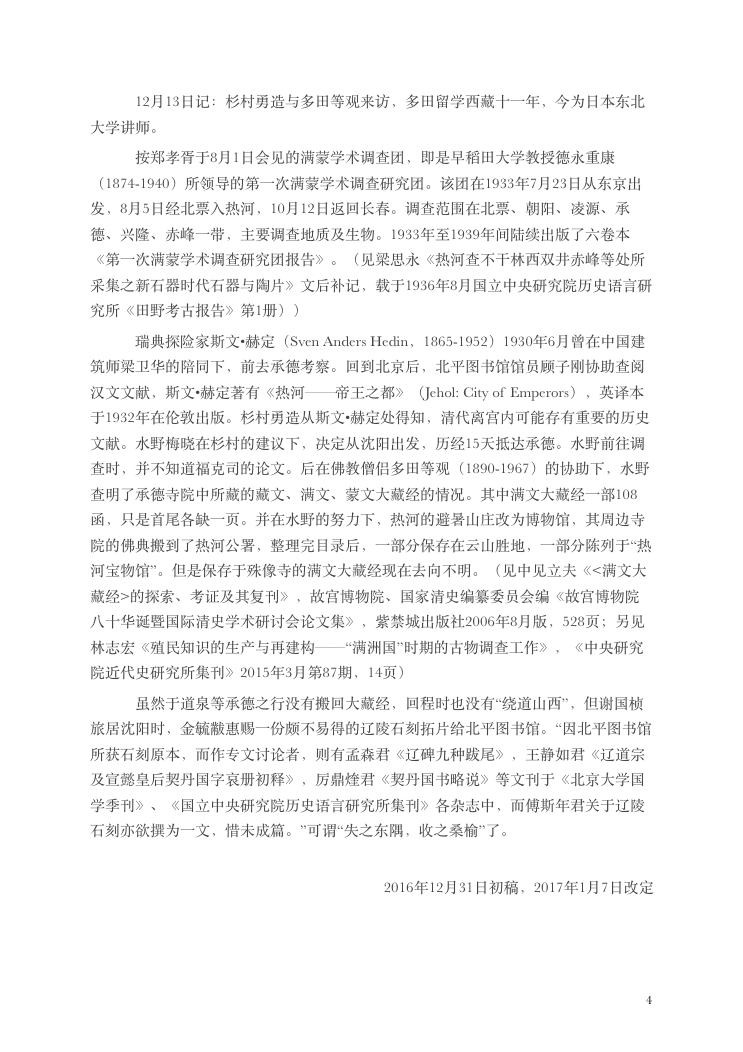 12月13日记：杉村勇造与多田等观来访，多田留学西藏十一年，今为日本东北
大学讲师。
按郑孝胥于8月1日会见的满蒙学术调查团，即是早稻田大学教授德永重康
（1874-1940）所领导的第一次满蒙学术调查研究团。该团在1933年7月23日从东京出
发，8月5日经北票入热河，10月12日返回长春。调查范围在北票、朝阳、凌源、承
德、兴隆、赤峰一带，主要调查地质及生物。1933年至1939年间陆续出版了六卷本
《第一次满蒙学术调查研究团报告》。（见梁思永《热河查不干林西双井赤峰等处所
采集之新石器时代石器与陶片》文后补记，载于1936年8月国立中央研究院历史语言研
究所《田野考古报告》第1册））
瑞典探险家斯文•赫定（Sven Anders Hedin，1865-1952）1930年6月曾在中国建
筑师梁卫华的陪同下，前去承德考察。回到北京后，北平图书馆馆员顾子刚协助查阅
汉文文献，斯文•赫定著有《热河——帝王之都》（Jehol: City of Emperors），英译本
于1932年在伦敦出版。杉村勇造从斯文•赫定处得知，清代离宫内可能存有重要的历史
文献。水野梅晓在杉村的建议下，决定从沈阳出发，历经15天抵达承德。水野前往调
查时，并不知道福克司的论文。后在佛教僧侣多田等观（1890-1967）的协助下，水野
查明了承德寺院中所藏的藏文、满文、蒙文大藏经的情况。其中满文大藏经一部108
函，只是首尾各缺一页。并在水野的努力下，热河的避暑山庄改为博物馆，其周边寺
院的佛典搬到了热河公署，整理完目录后，一部分保存在云山胜地，一部分陈列于“热
河宝物馆”。但是保存于殊像寺的满文大藏经现在去向不明。（见中见立夫《<满文大
藏经>的探索、考证及其复刊》，故宫博物院、国家清史编纂委员会编《故宫博物院
八十华诞暨国际清史学术研讨会论文集》，紫禁城出版社2006年8月版，528页；另见
林志宏《殖民知识的生产与再建构——“满洲国”时期的古物调查工作》，《中央研究
院近代史研究所集刊》2015年3月第87期，14页）
虽然于道泉等承德之行没有搬回大藏经，回程时也没有“绕道山西”，但谢国桢
旅居沈阳时，金毓黻惠赐一份颇不易得的辽陵石刻拓片给北平图书馆。“因北平图书馆
所获石刻原本，而作专文讨论者，则有孟森君《辽碑九种跋尾》，王静如君《辽道宗
及宣懿皇后契丹国字哀册初释》，厉鼎煃君《契丹国书略说》等文刊于《北京大学国
学季刊》、《国立中央研究院历史语言研究所集刊》各杂志中，而傅斯年君关于辽陵
石刻亦欲撰为一文，惜未成篇。”可谓“失之东隅，收之桑榆”了。
2016年12月31日初稿，2017年1月7日改定
4